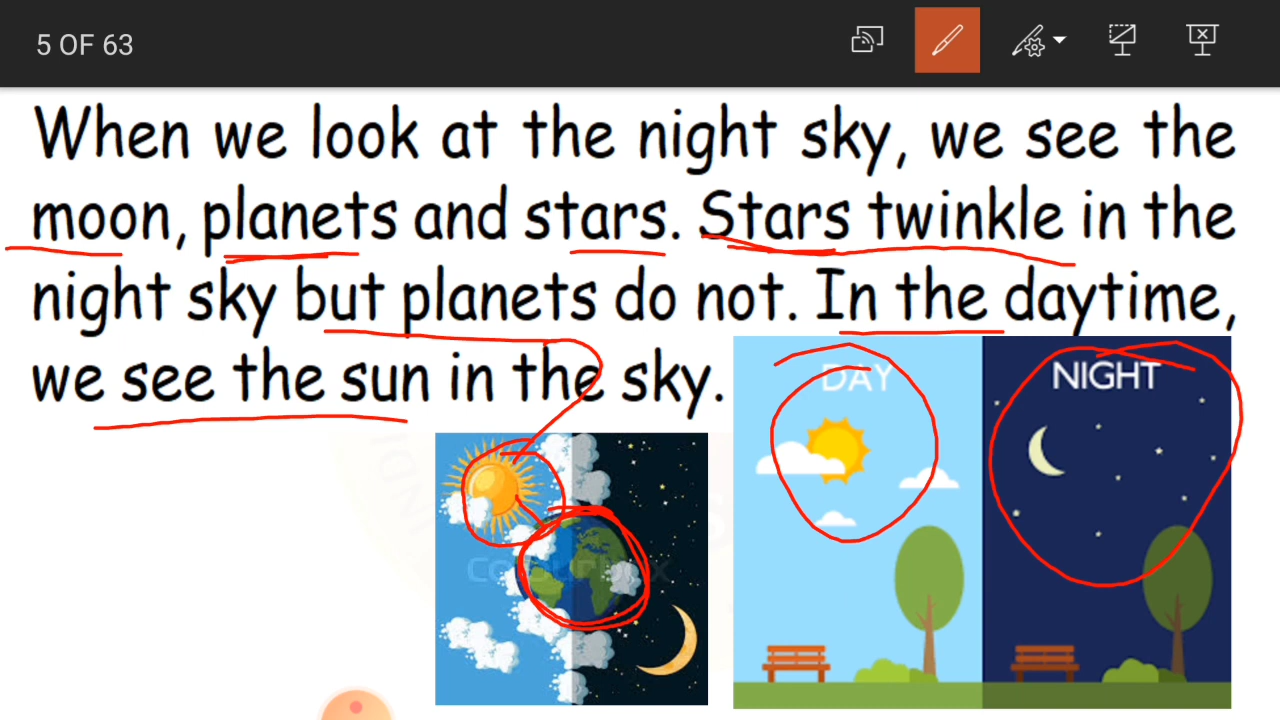 5 OF 63
When we look at the night sky, we see the
moon, planets and stars. Stars twinkle in the
night sky but planets do not. In the daytime,
we see the sun in the sky.
DAY
NIGHT